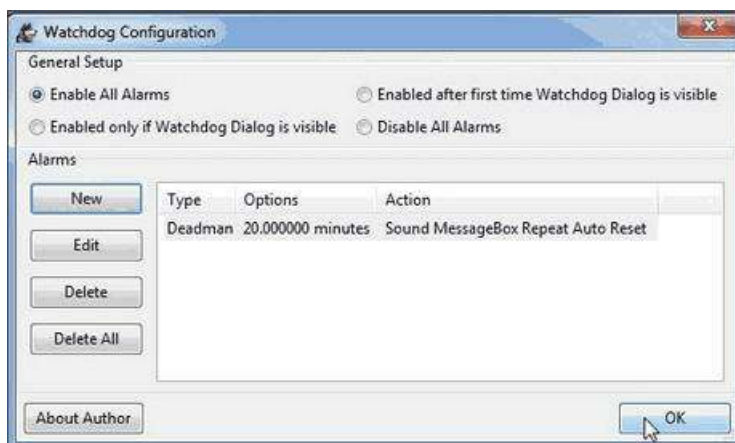 Watchdog Configuration
General Setup
Enable All Alarms Enabled after first time Watchdog Dialog is visible
Enabled only if Watchdog Dialog is visible Disable All Alarms
Alarms
New
Type Options Action
Deadman 20.000000 minutes Sound MessageBox Repeat Auto Reset
Edit
Delete
Delete All
About Author OK